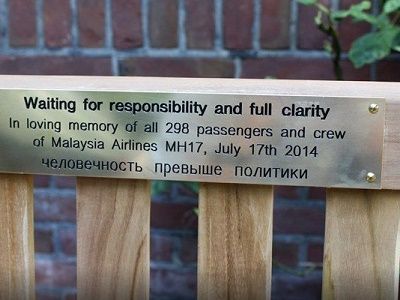 Waiting for responsibility and full clarity
In loving memory of all 298 passengers and crew
of Malaysia Airlines MH17, July 17th 2014
человечность превыше политики